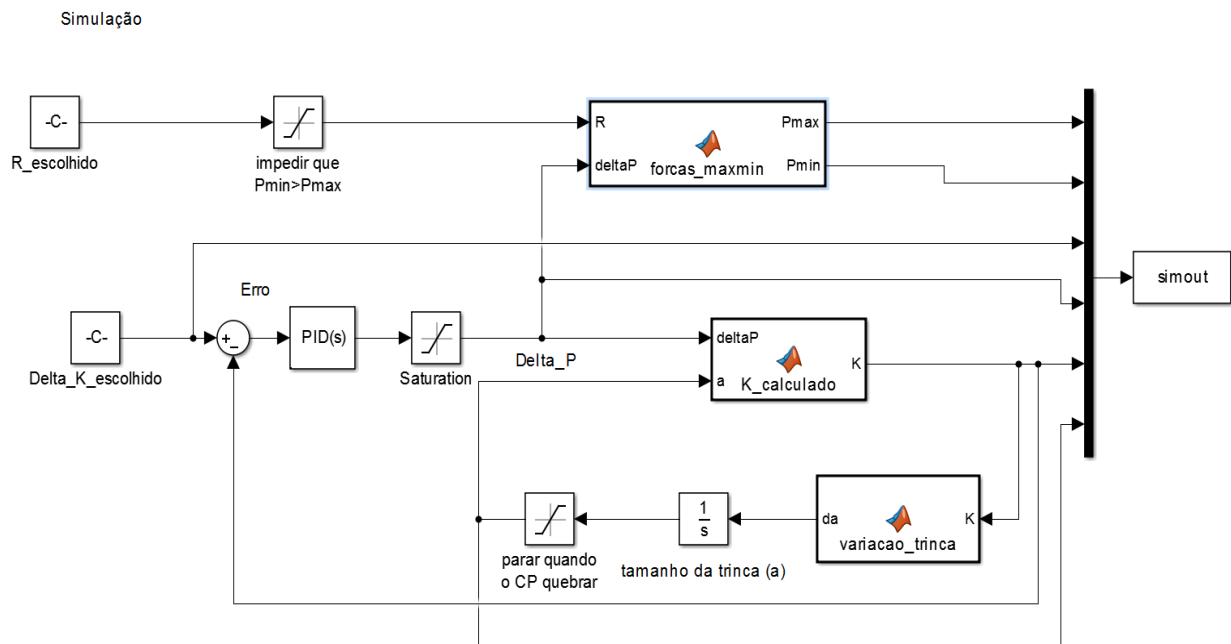 Simulação
-C-
R_escolhido
impedir que
Pmin>Pmax
R
deltaP
forcas_maxmin
Pmax
Pmin
-C-
Delta_K_escolhido
Erro
+
-
PID(s)
Saturation
Delta_P
deltaP
a
K_calculado
K
simout
parar quando
o CP quebrar
1
s
tamanho da trinca (a)
da
K
variacao_trinca